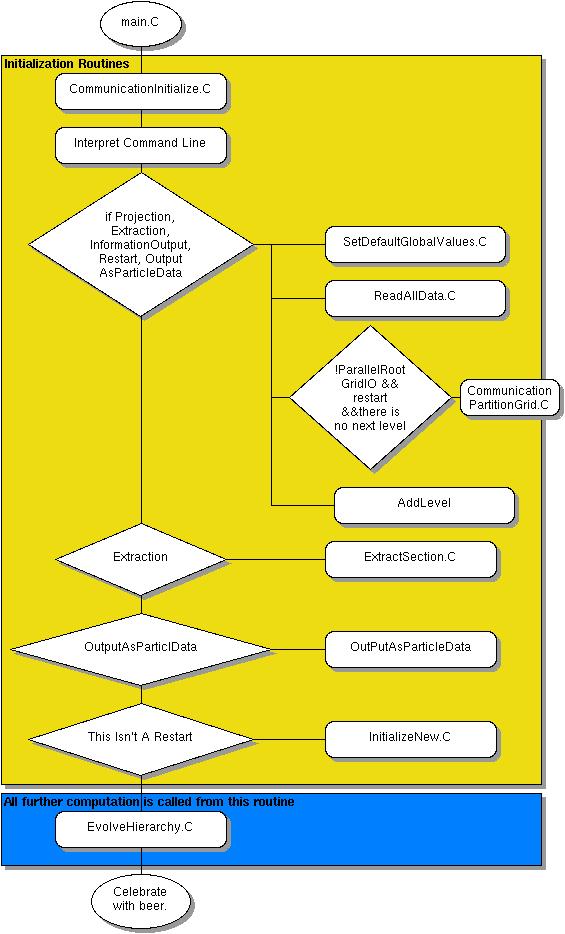 main.C
Initialization Routines
CommunicationInitialize.C
Interpret Command Line
if Projection,
Extraction,
InformationOutput,
Restart, Output
AsParticleData
SetDefaultGlobalValues.C
ReadAllData.C
!ParallelRoot
GridIO &&
restart
&&there is
no next level
Communication
PartitionGrid.C
AddLevel
Extraction
ExtractSection.C
OutputAsParticlData
OutPutAsParticleData
This Isn't A Restart
InitializeNew.C
All further computation is called from this routine
EvolveHierarchy.C
Celebrate
with beer.